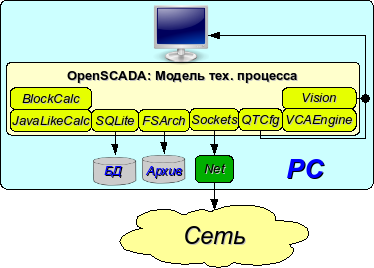 OpenSCADA: Модель тех. процесса
BlockCalc
Vision
JavaLikeCalc SQLite FSArch Sockets QTCfg VCAEngine
БД Архив Net PC
Сеть